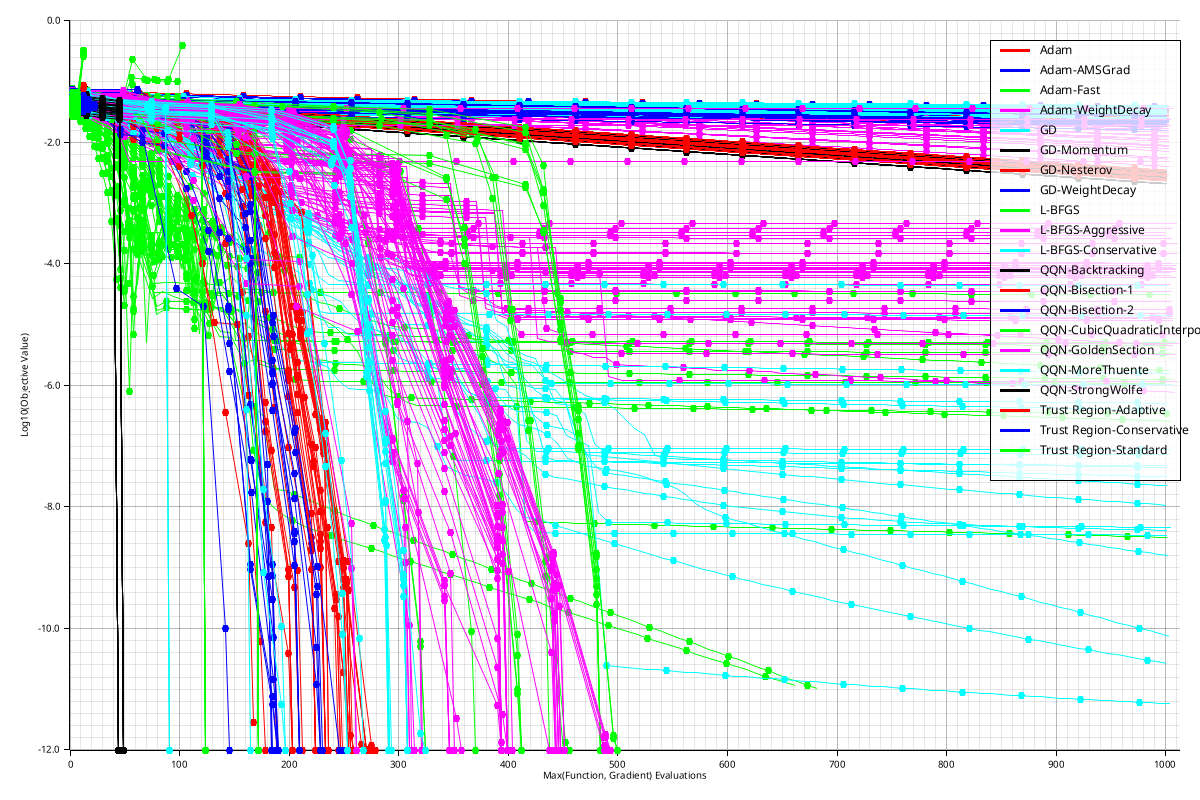 0.0
-2.0
-4.0
-6.0
-8.0
-10.0
-12.0
Log10(Objective Value)
0 100 200 300 400 500 600 700 800 900 1000
Max(Function, Gradient) Evaluations
Adam
Adam-AMSGrad
Adam-Fast
Adam-WeightDecay
GD
GD-Momentum
GD-Nesterov
GD-WeightDecay
L-BFGS
L-BFGS-Aggressive
L-BFGS-Conservative
QQN-Backtracking
QQN-Bisection-1
QQN-Bisection-2
QQN-CubicQuadraticInterpo
QQN-GoldenSection
QQN-MoreThuente
QQN-StrongWolfe
Trust Region-Adaptive
Trust Region-Conservative
Trust Region-Standard